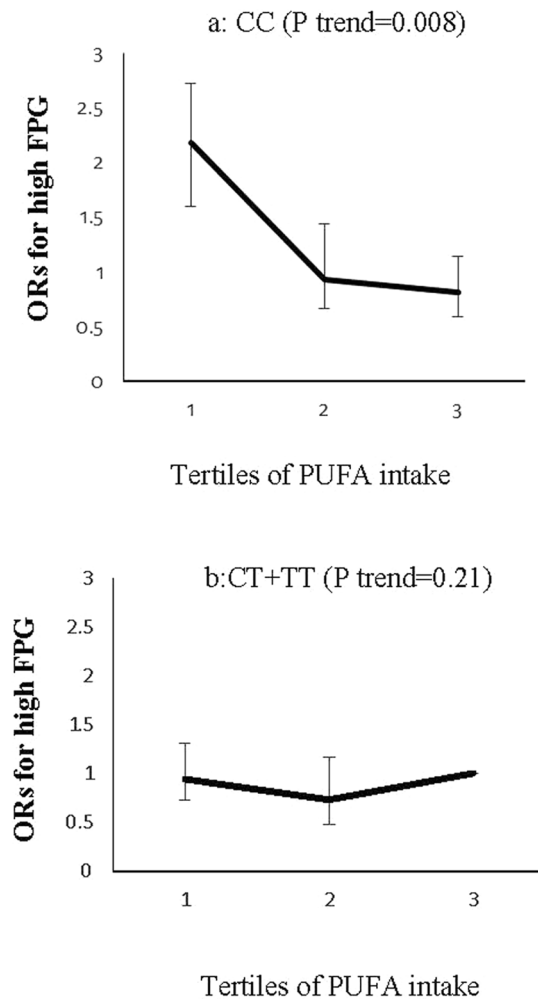 a: CC (P trend=0.008)
ORs for high FPG
3
2.5
2
1.5
1
0.5
0
1 2 3
Tertiles of PUFA intake
b:CT+TT (P trend=0.21)
ORs for high FPG
3
2.5
2
1.5
1
0.5
0
1 2 3
Tertiles of PUFA intake